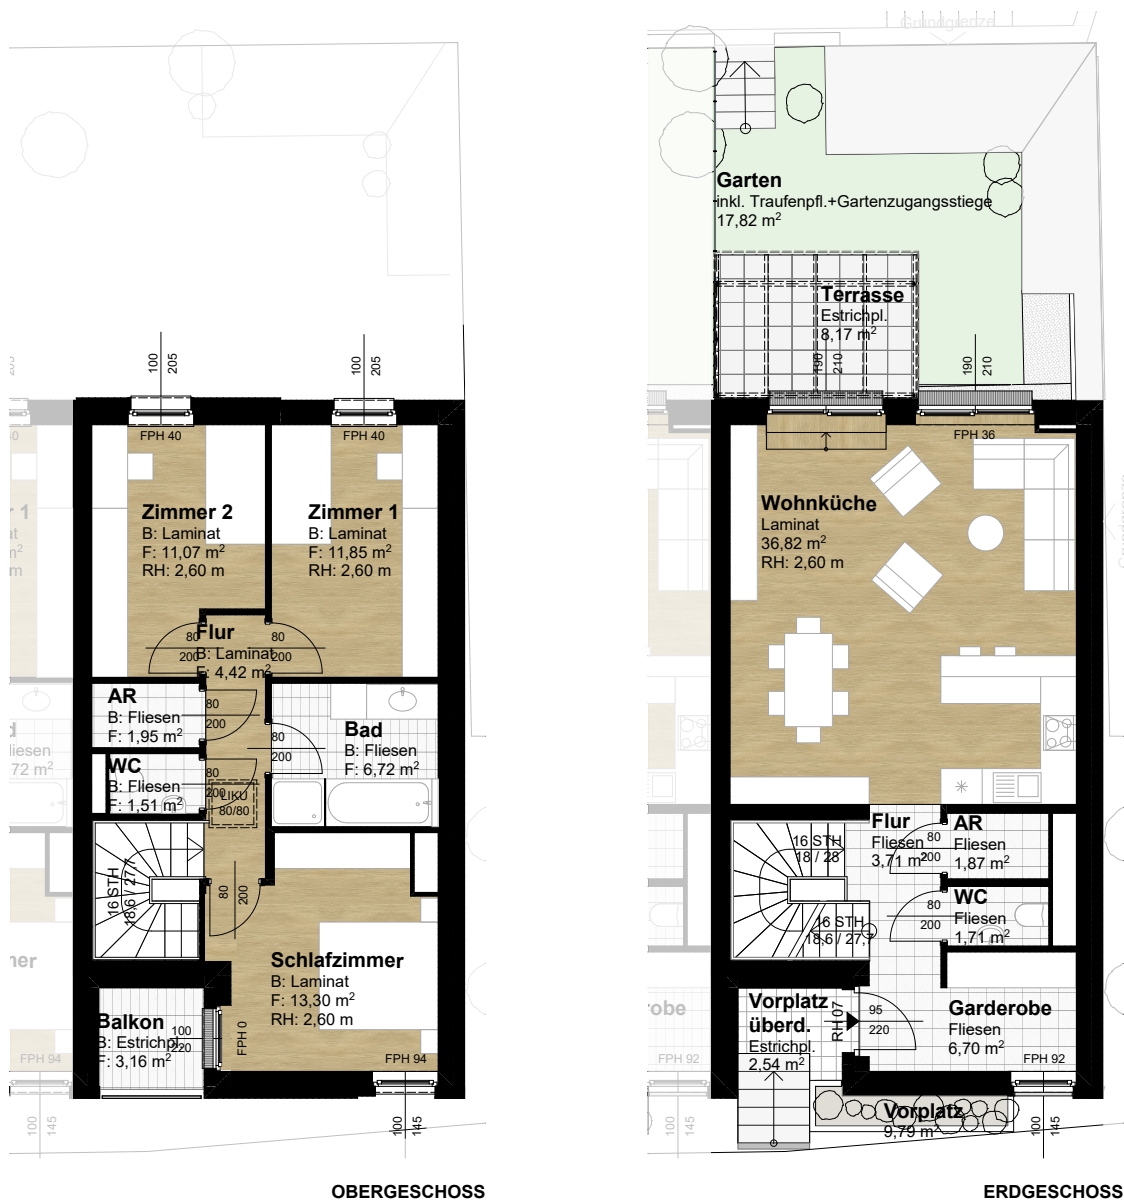 Grundgrenze
Garten
inkl. Traufenpfl.+Gartenzugangsstiege
17,82 m²
Terrasse
Estrichpl.
8,17 m²
100
205
100
205
190
210
190
210
FPH 40
FPH 40
FPH 36
Zimmer 2
B: Laminat
F: 11,07 m²
RH: 2,60 m
Zimmer 1
B: Laminat
F: 11,85 m²
RH: 2,60 m
Wohnküche
Laminat
36,82 m²
RH: 2,60 m
Grundgrenze
Flur
B: Laminat
F: 4,42 m²
80
200
80
200
AR
B: Fliesen
F: 1,95 m²
80
200
Bad
B: Fliesen
F: 6,72 m²
80
200
WC
B: Fliesen
F: 1,51 m²
80
200
LIKU
80/80
16 STH
18,6 / 27,7
80
200
Schlafzimmer
B: Laminat
F: 13,30 m²
RH: 2,60 m
Balkon
B: Estrichpl.
F: 3,16 m²
100
220
FPH 0
FPH 94
FPH 94
100
145
100
145
Flur
Fliesen
3,71 m²
80
200
AR
Fliesen
1,87 m²
16 STH
18 / 28
WC
Fliesen
1,71 m²
80
200
16 STH
18,6 / 27,7
Vorplatz
überd.
Estrichpl.
2,54 m²
RH 07
95
220
Garderobe
Fliesen
6,70 m²
FPH 92
FPH 92
Vorplatz
9,79 m²
100
145
100
145
OBERGESCHOSS
ERDGESCHOSS